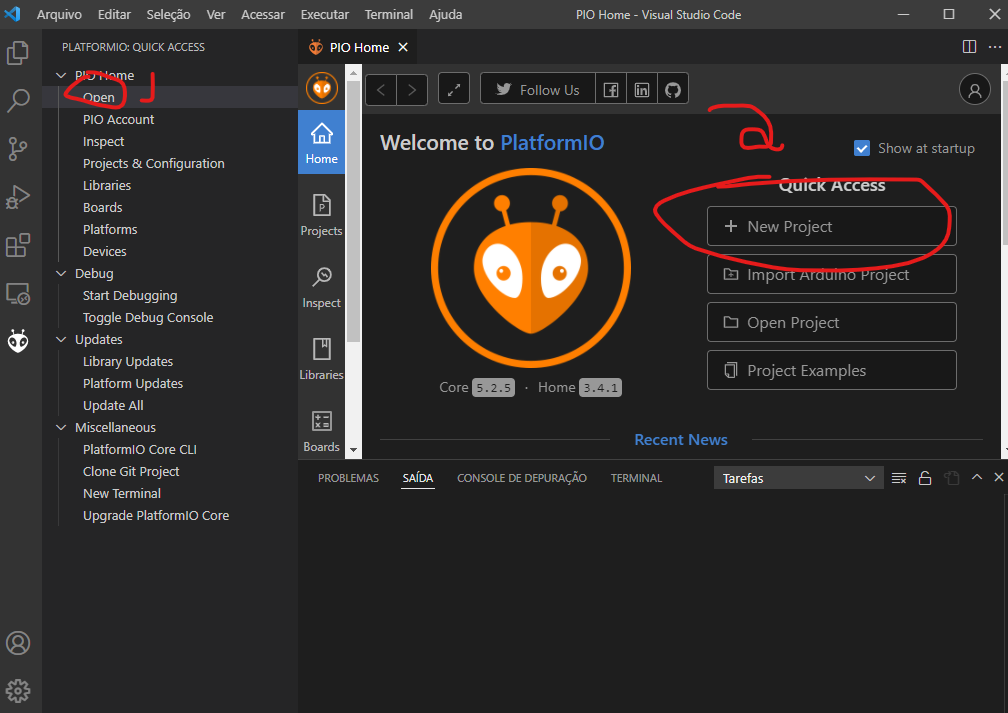 Arquivo Editar Seleção Ver Acessar Executar Terminal Ajuda PIO Home - Visual Studio Code
PLATFORMIO: QUICK ACCESS
PIO Home
Open
PIO Account
Inspect
Projects & Configuration
Libraries
Boards
Platforms
Devices
Debug
Start Debugging
Toggle Debug Console
Updates
Library Updates
Platform Updates
Update All
Miscellaneous
PlatformIO Core CLI
Clone Git Project
New Terminal
Upgrade PlatformIO Core
1
PIO Home
Home
Projects
Inspect
Libraries
Boards
Follow Us
2
Welcome to PlatformIO
Show at startup
Quick Access
New Project
Import Arduino Project
Open Project
Project Examples
Core 5.2.5 · Home 3.4.1
Recent News
PROBLEMAS SAÍDA CONSOLE DE DEPURAÇÃO TERMINAL Tarefas